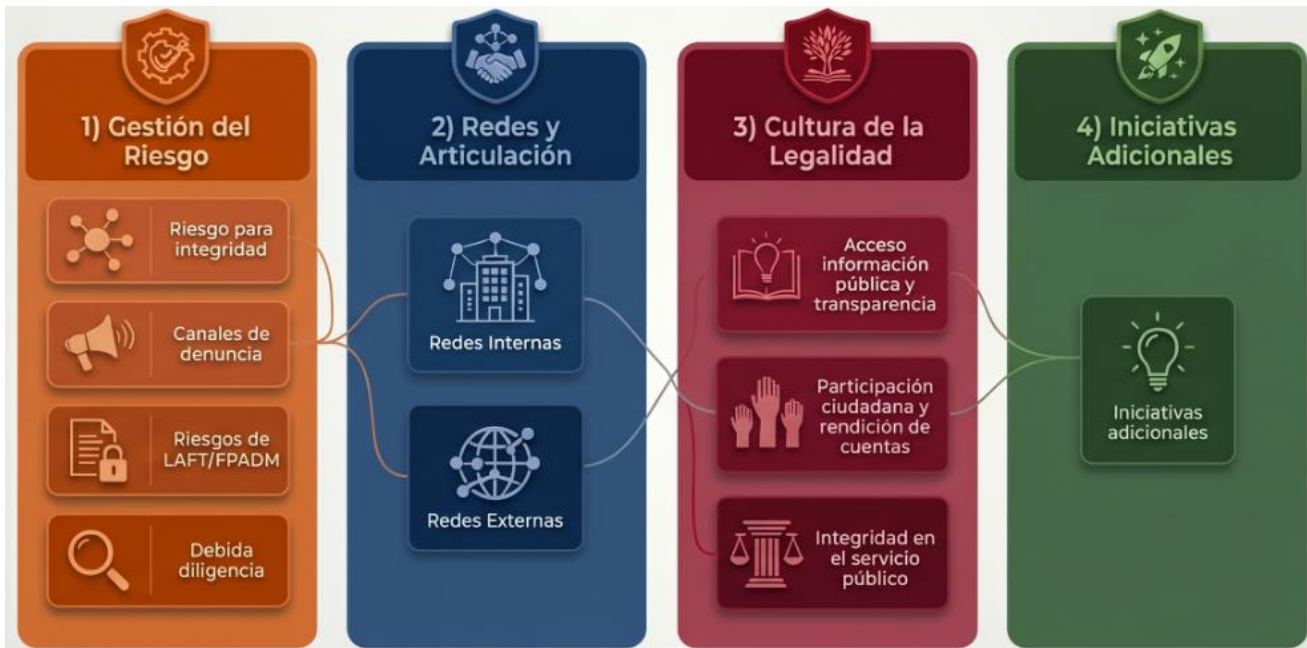 1) Gestión del
Riesgo
Riesgo para
integridad
Canales de
denuncia
Riesgos de
LAFT/FPADM
Debida
diligencia
2) Redes y
Articulación
Redes Internas
Redes Externas
3) Cultura de la
Legalidad
Acceso
información
pública y
transparencia
Participación
ciudadana y
rendición de
cuentas
Integridad en
el servicio
público
4) Iniciativas
Adicionales
Iniciativas
adicionales